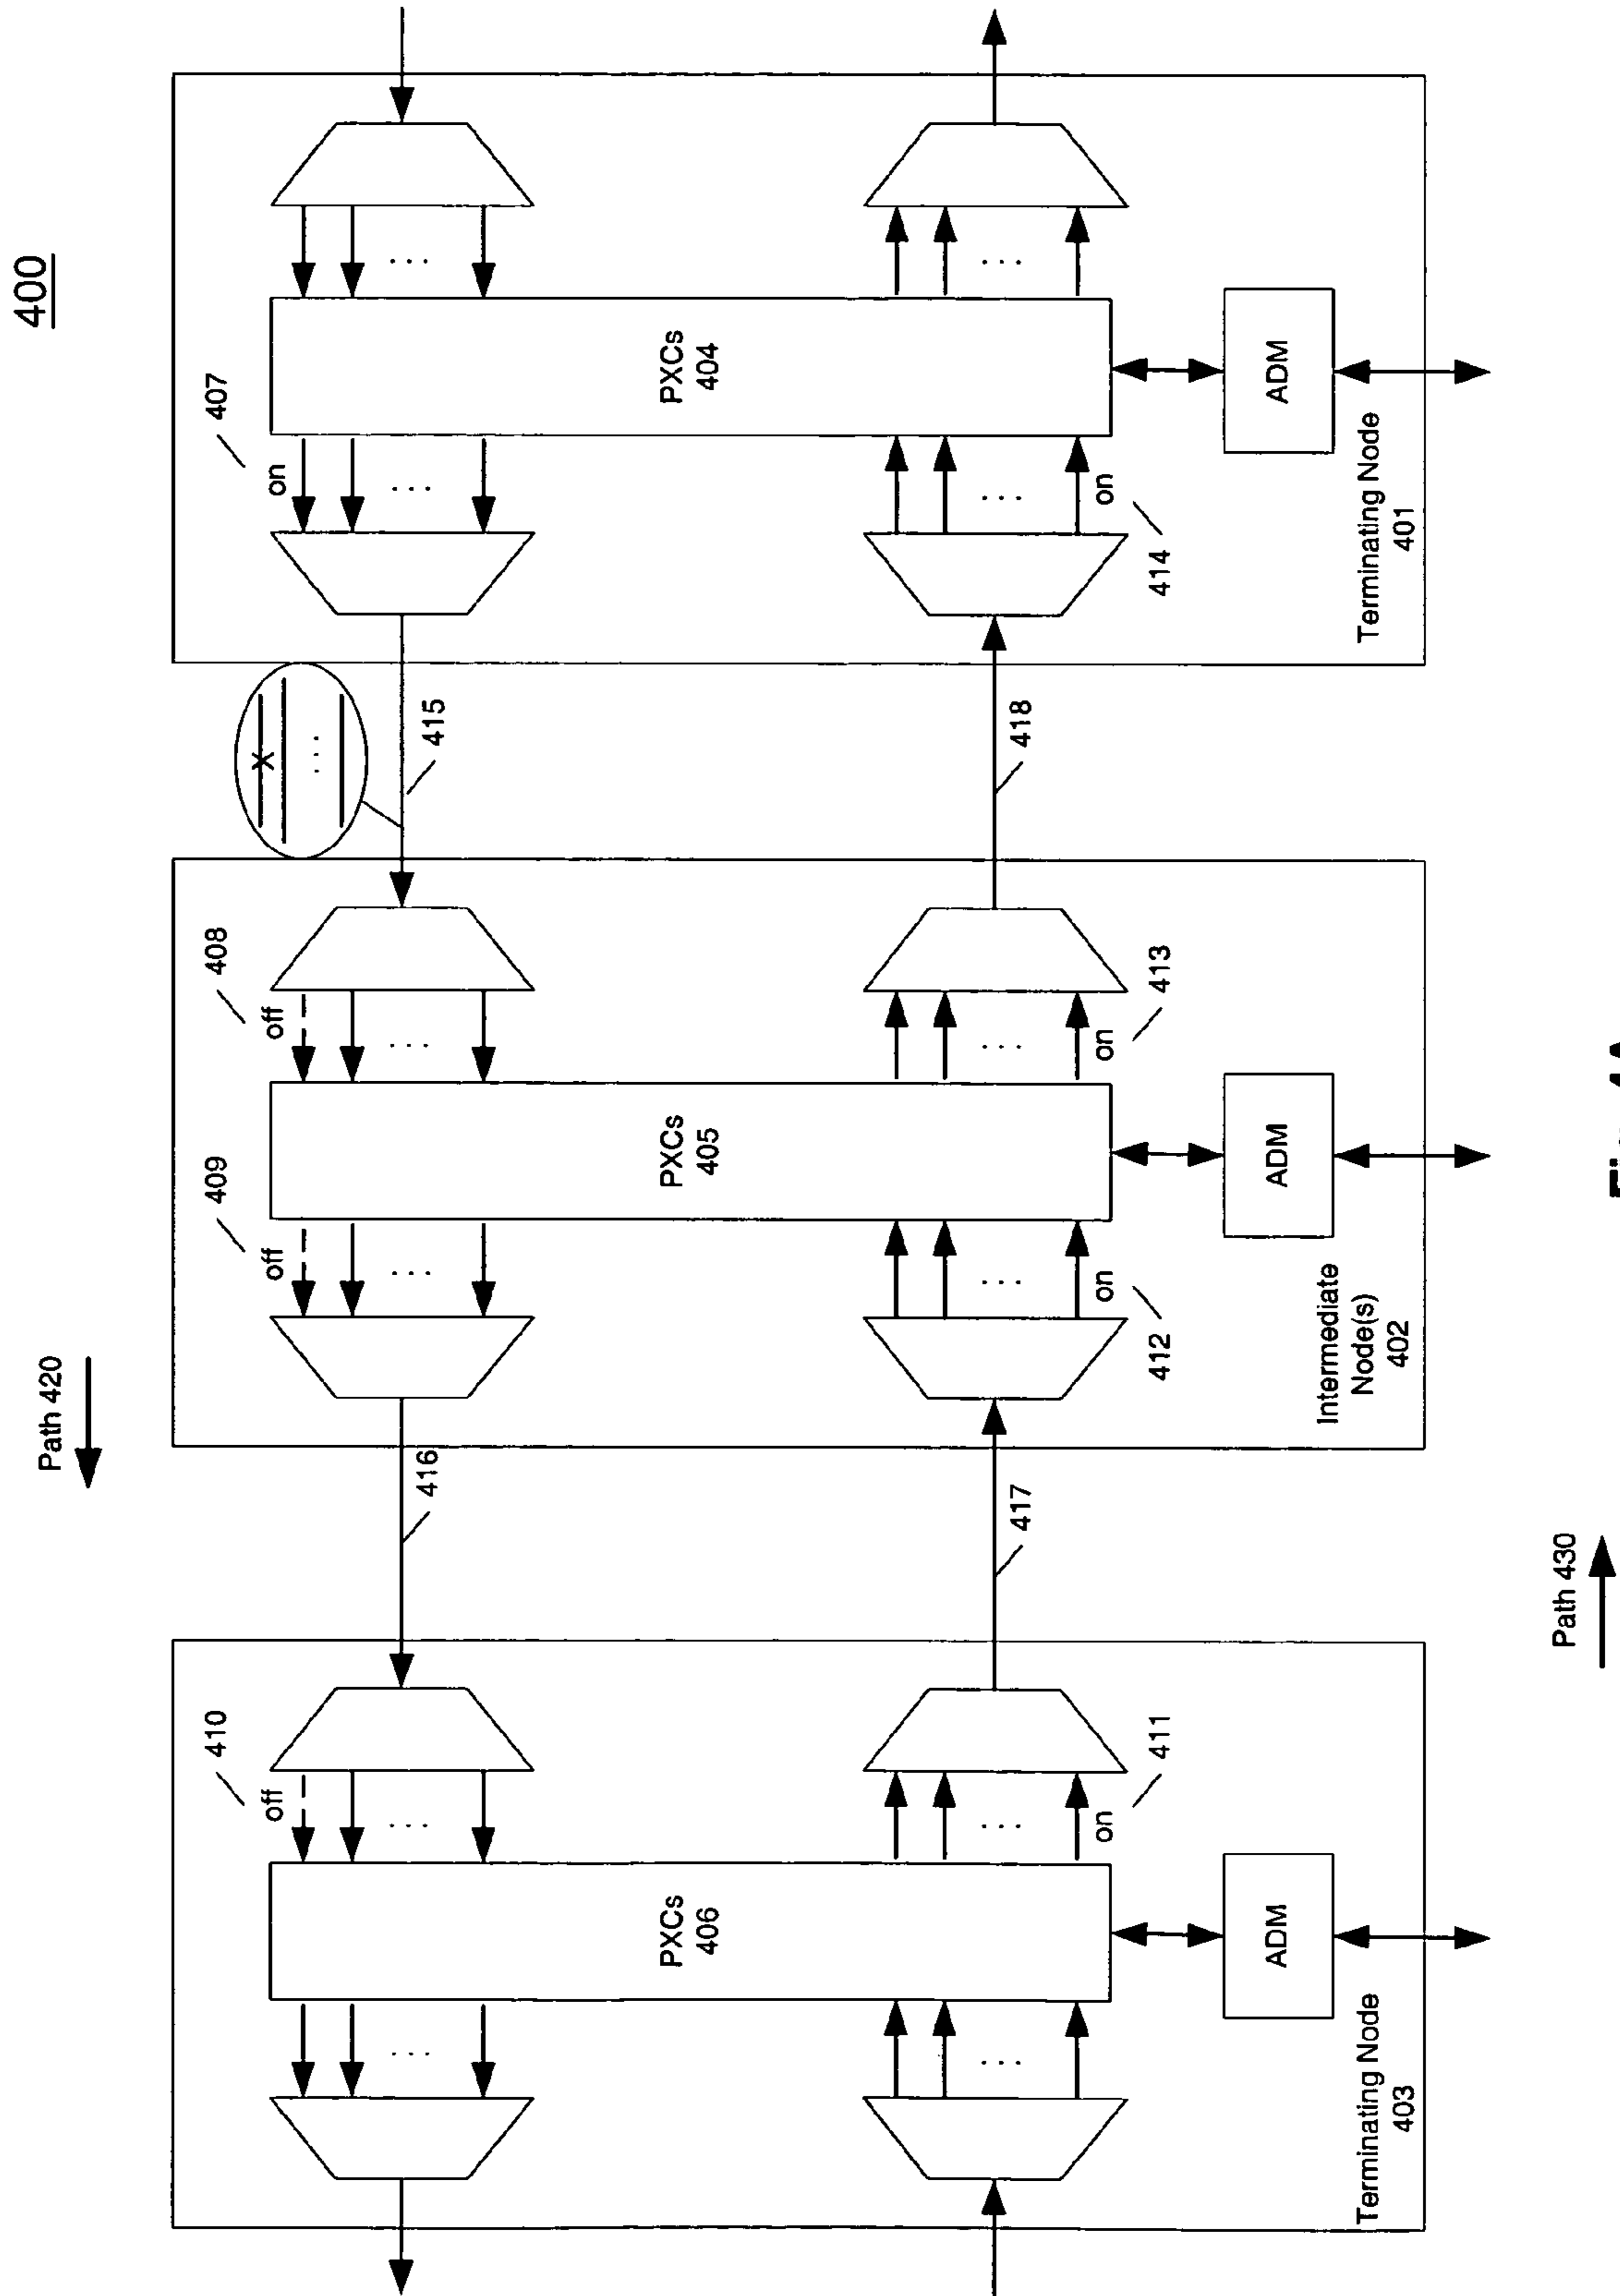 400
Path 420
410
409
408
407
off
off
off
on
416
415
PXCs
406
PXCs
405
PXCs
404
417
418
on
on
on
on
411
412
413
414
ADM
ADM
ADM
Terminating Node
403
Intermediate
Node(s)
402
Terminating Node
401
Path 430